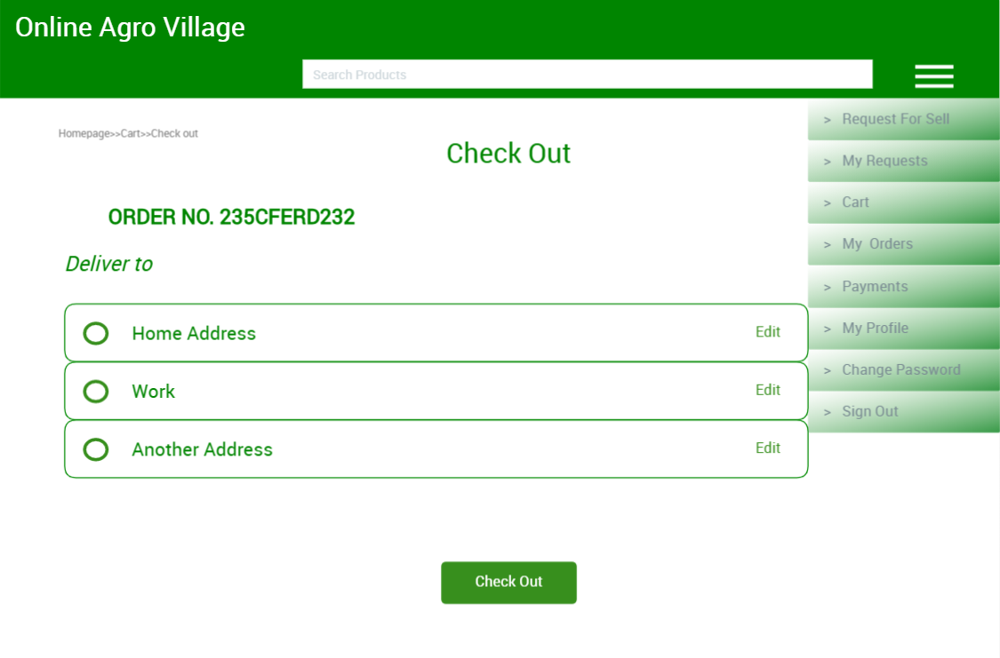 Online Agro Village
Search Products
Homepage>>Cart>>Check out
Check Out
ORDER NO. 235CFERD232
Deliver to
Home Address Edit
Work Edit
Another Address Edit
Check Out
> Request For Sell
> My Requests
> Cart
> My Orders
> Payments
> My Profile
> Change Password
> Sign Out